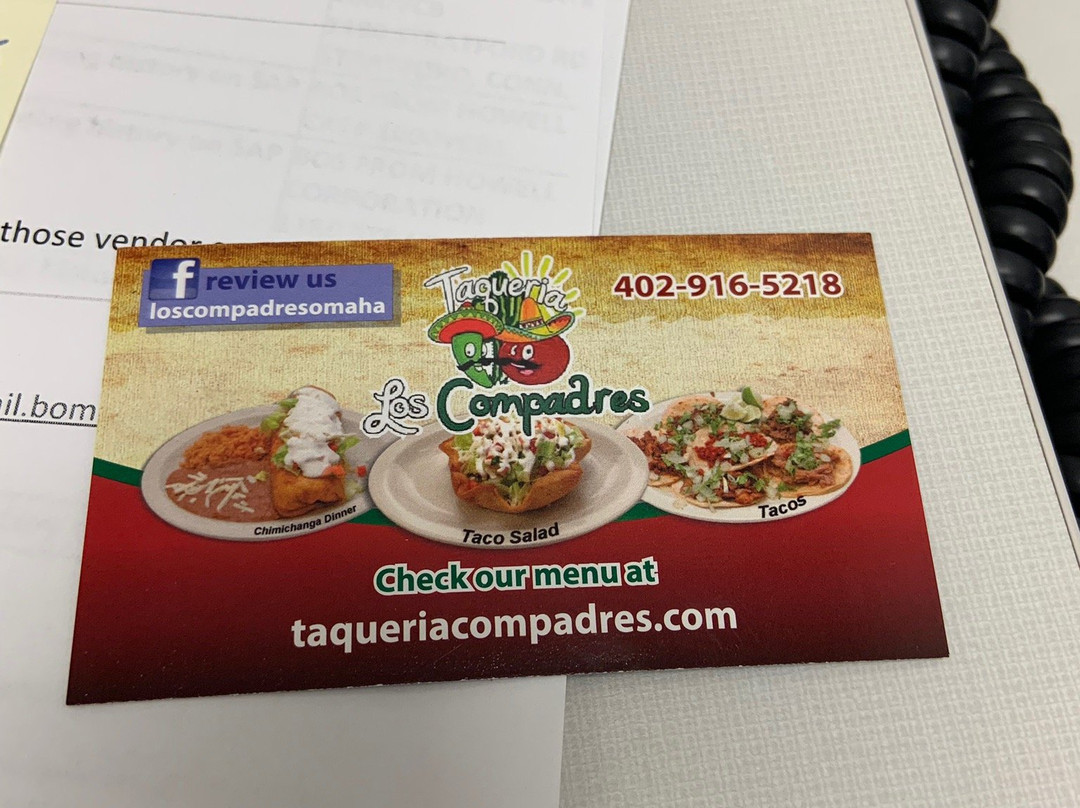 those vendor
il.bom
f review us
loscompadresomaha
Taqueria
Los Compadres
402-916-5218
Chimichanga Dinner
Taco Salad
Tacos
Check our menu at
taqueriacompadres.com